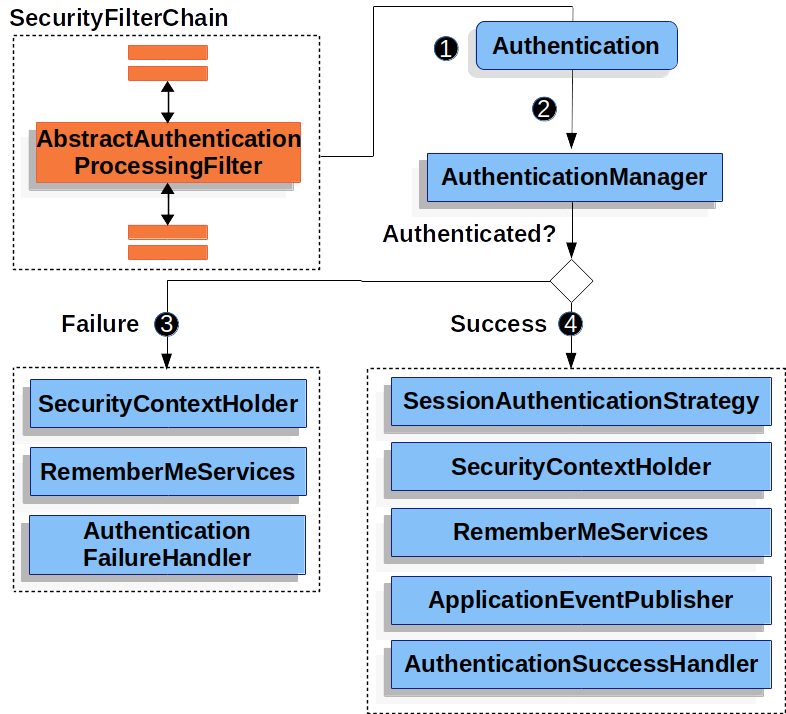 SecurityFilterChain
AbstractAuthentication
ProcessingFilter
1
Authentication
2
AuthenticationManager
Authenticated?
Failure
3
SecurityContextHolder
RememberMeServices
Authentication
FailureHandler
Success
4
SessionAuthenticationStrategy
SecurityContextHolder
RememberMeServices
ApplicationEventPublisher
AuthenticationSuccessHandler